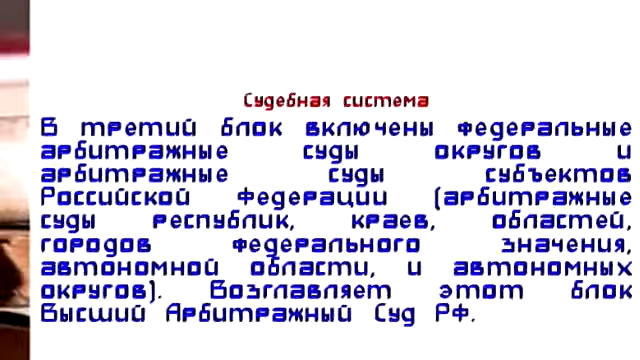 Судебная система
В третий блок включены федеральные
арбитражные суды округов и
арбитражные суды субъектов
Российской Федерации (арбитражные
суды республик, краев, областей,
городов федерального значения,
автономной области, и автономных
округов). Возглавляет этот блок
Высший Арбитражный Суд РФ.